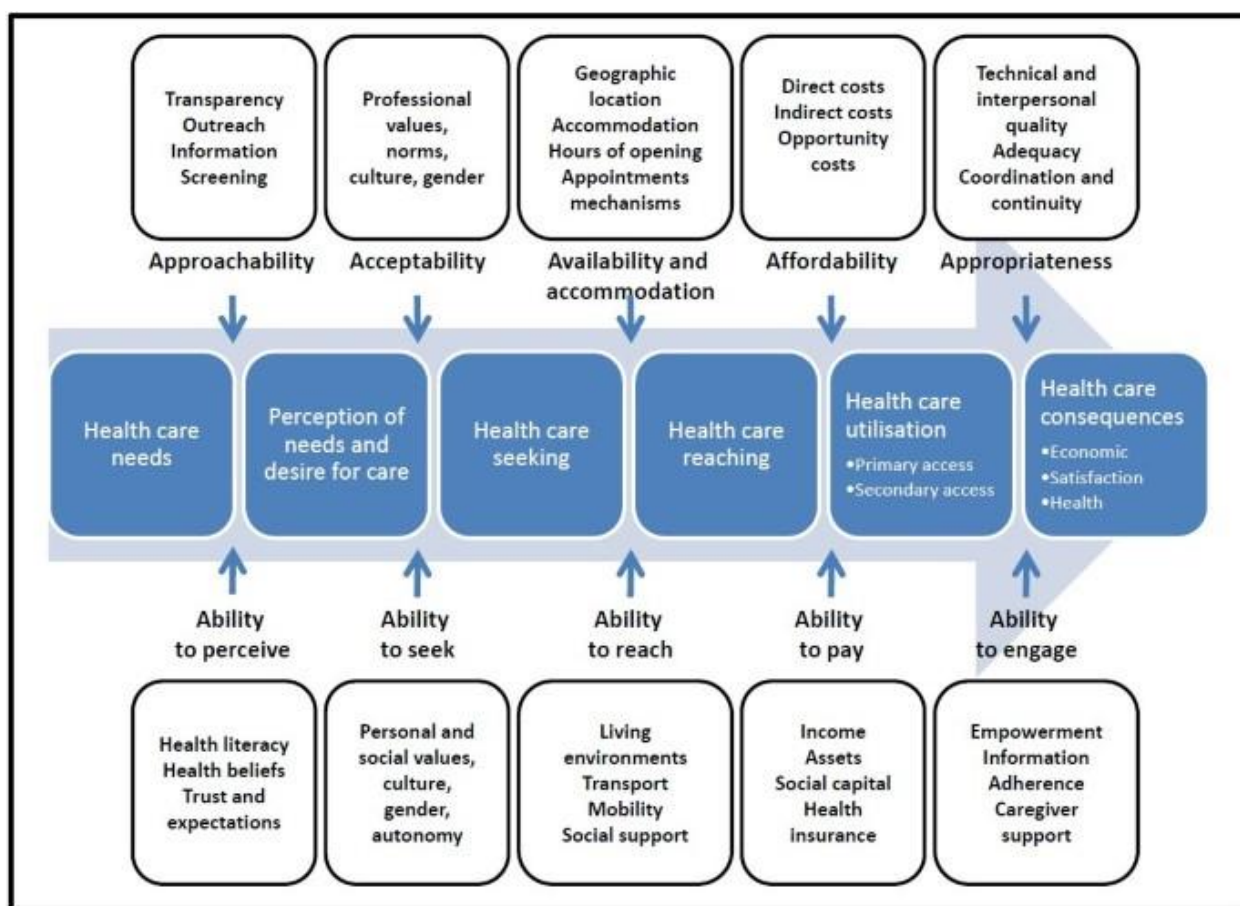 Transparency
Outreach
Information
Screening
Professional
values,
norms,
culture, gender
Geographic
location
Accommodation
Hours of opening
Appointments
mechanisms
Direct costs
Indirect costs
Opportunity
costs
Technical and
interpersonal
quality
Adequacy
Coordination and
continuity
Approachability
Acceptability
Availability and
accommodation
Affordability
Appropriateness
Health care
needs
Perception of
needs and
desire for care
Health care
seeking
Health care
reaching
Health care
utilisation
•Primary access
•Secondary access
Health care
consequences
•Economic
•Satisfaction
•Health
Ability
to perceive
Ability
to seek
Ability
to reach
Ability
to pay
Ability
to engage
Health literacy
Health beliefs
Trust and
expectations
Personal and
social values,
culture,
gender,
autonomy
Living
environments
Transport
Mobility
Social support
Income
Assets
Social capital
Health
insurance
Empowerment
Information
Adherence
Caregiver
support